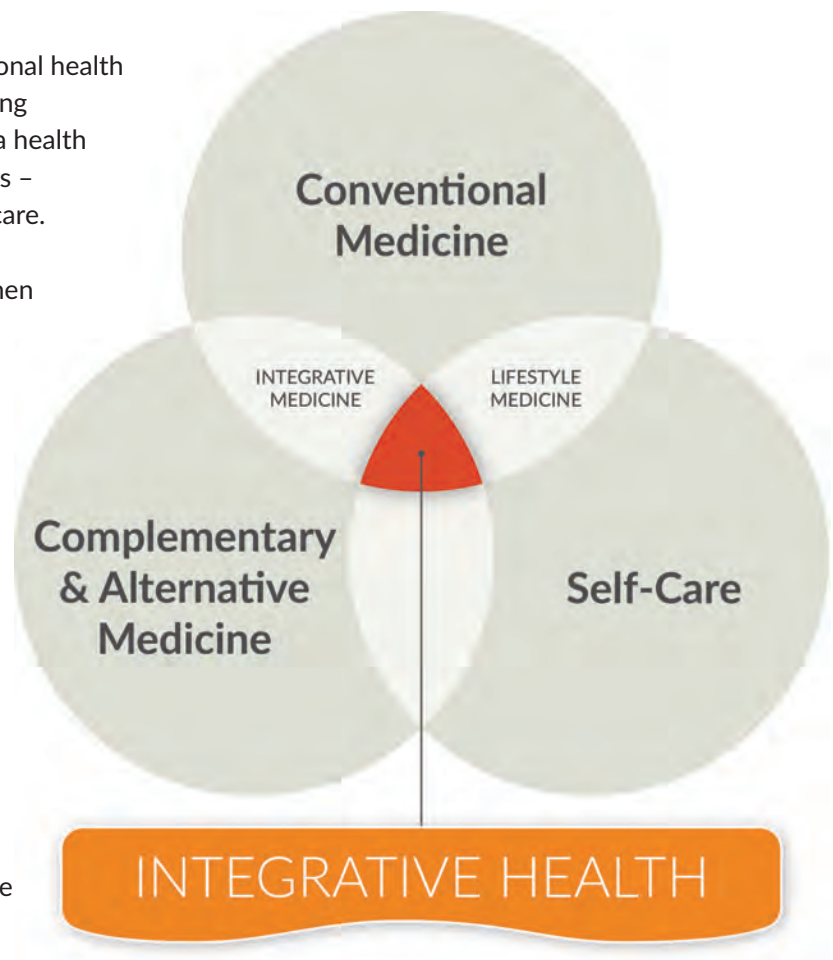 onal health
ng
a health
s –
care.
hen
Conventional
Medicine
INTEGRATIVE
MEDICINE
LIFESTYLE
MEDICINE
Complementary
& Alternative
Medicine
Self-Care
e
INTEGRATIVE HEALTH